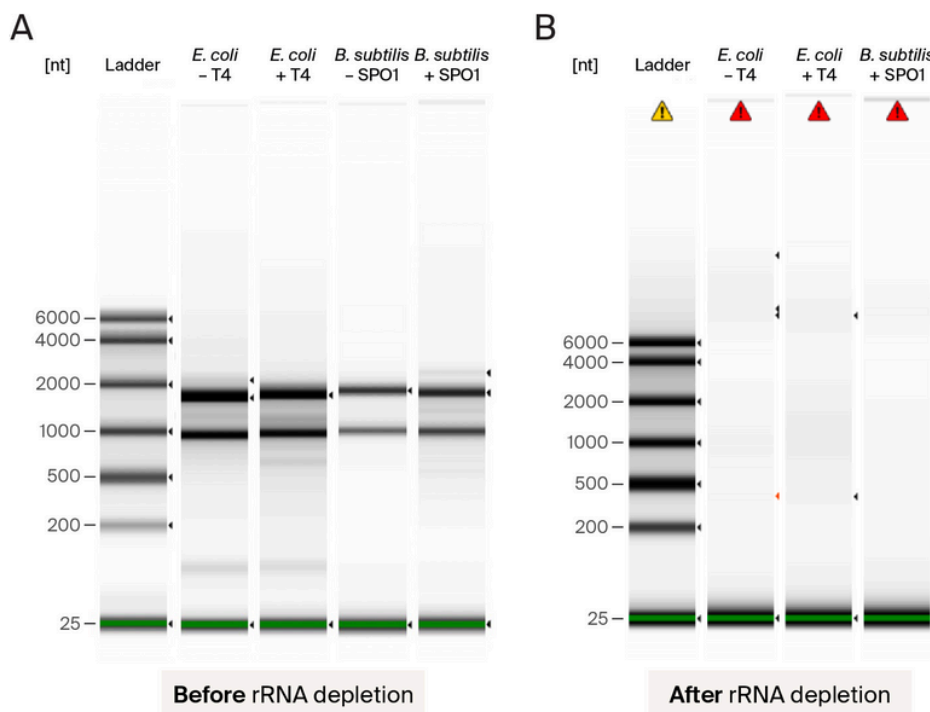 A
B
[nt]
Ladder
E. coli
– T4
E. coli
+ T4
B. subtilis
– SPO1
B. subtilis
+ SPO1
6000
4000
2000
1000
500
200
25
Before rRNA depletion
[nt]
Ladder
E. coli
– T4
E. coli
+ T4
B. subtilis
+ SPO1
6000
4000
2000
1000
500
200
25
After rRNA depletion